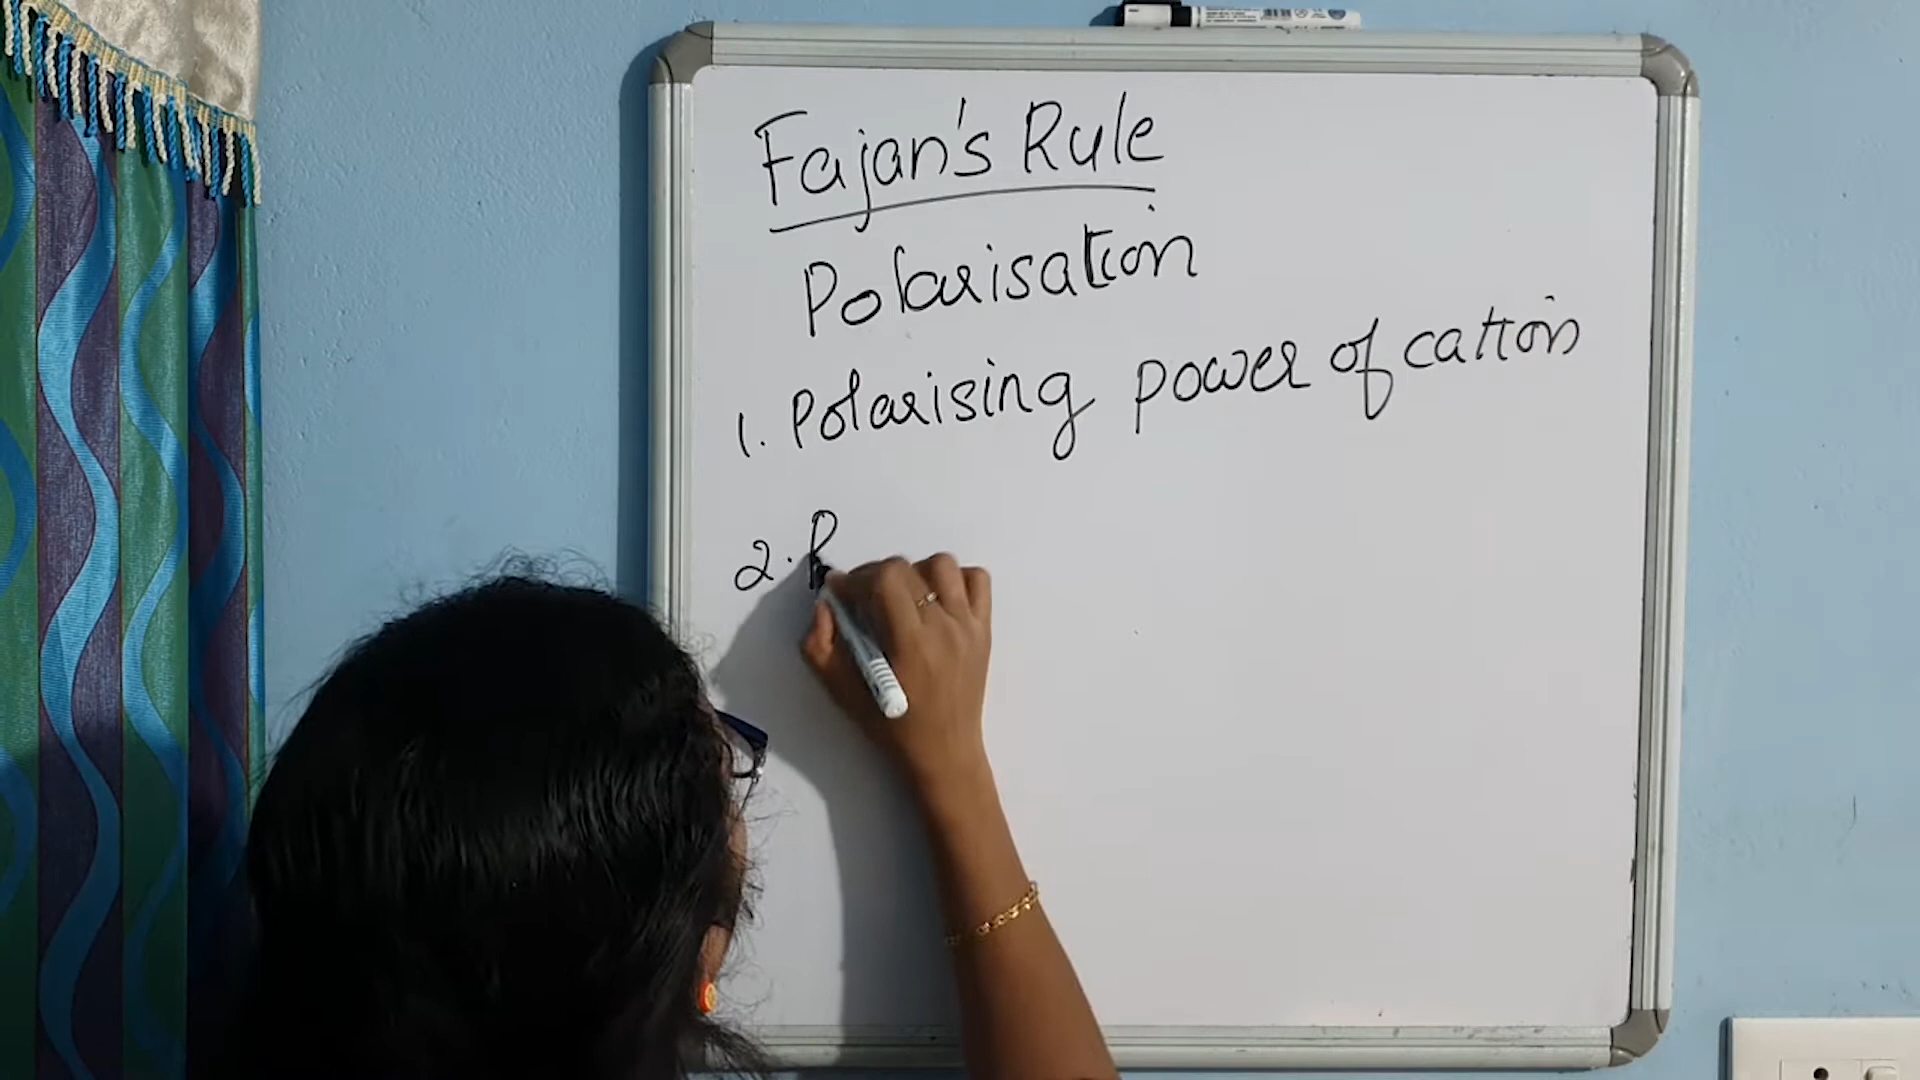 Fajan's Rule
Polarisation
1. Polarising power of cation
2. P